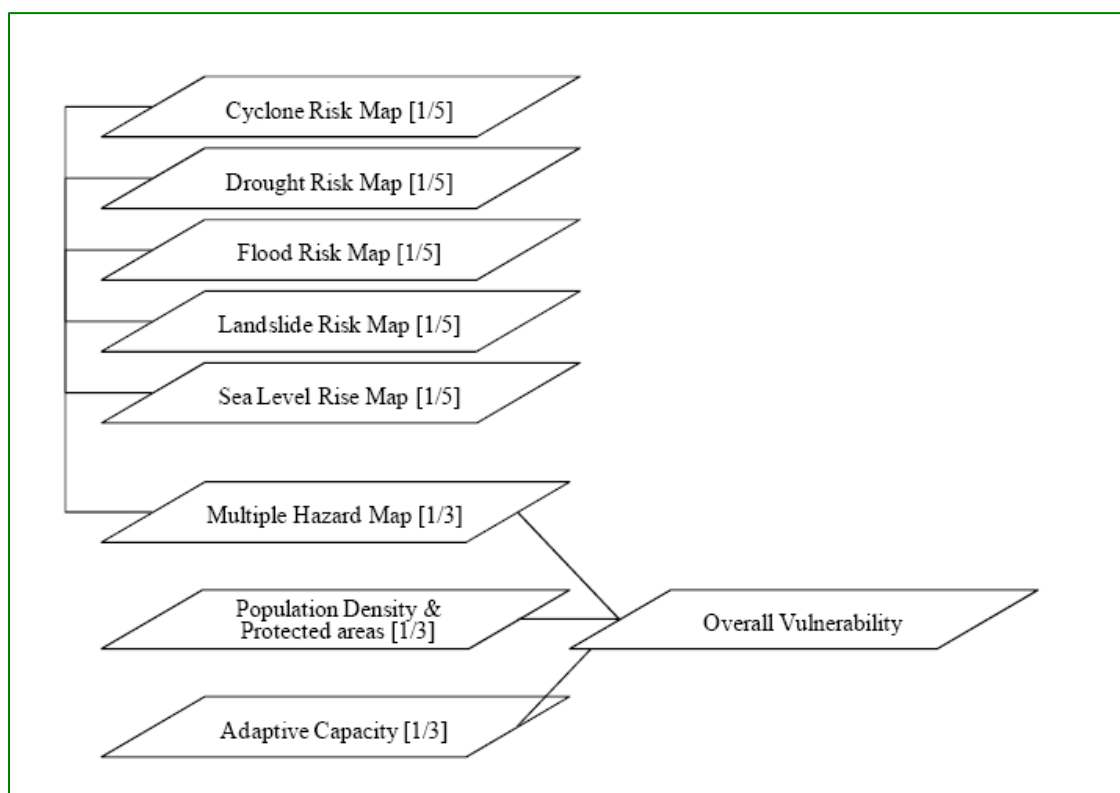 Cyclone Risk Map [1/5]
Drought Risk Map [1/5]
Flood Risk Map [1/5]
Landslide Risk Map [1/5]
Sea Level Rise Map [1/5]
Multiple Hazard Map [1/3]
Population Density &
Protected areas [1/3]
Overall Vulnerability
Adaptive Capacity [1/3]